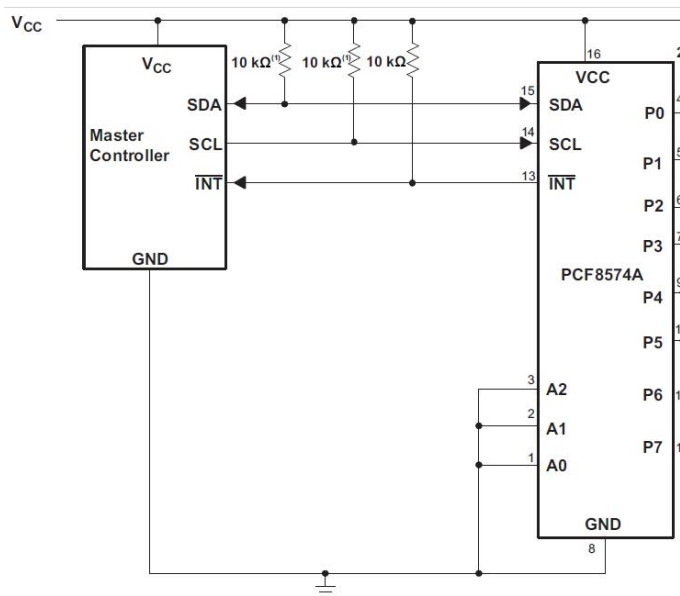 VCC
VCC
SDA
SCL
INT
Master
Controller
GND
10 kΩ(1)
10 kΩ(1)
10 kΩ
15
14
13
16
VCC
SDA
SCL
INT
PCF8574A
P0
P1
P2
P3
P4
P5
P6
P7
4
5
6
7
9
3
A2
2
A1
1
A0
GND
8